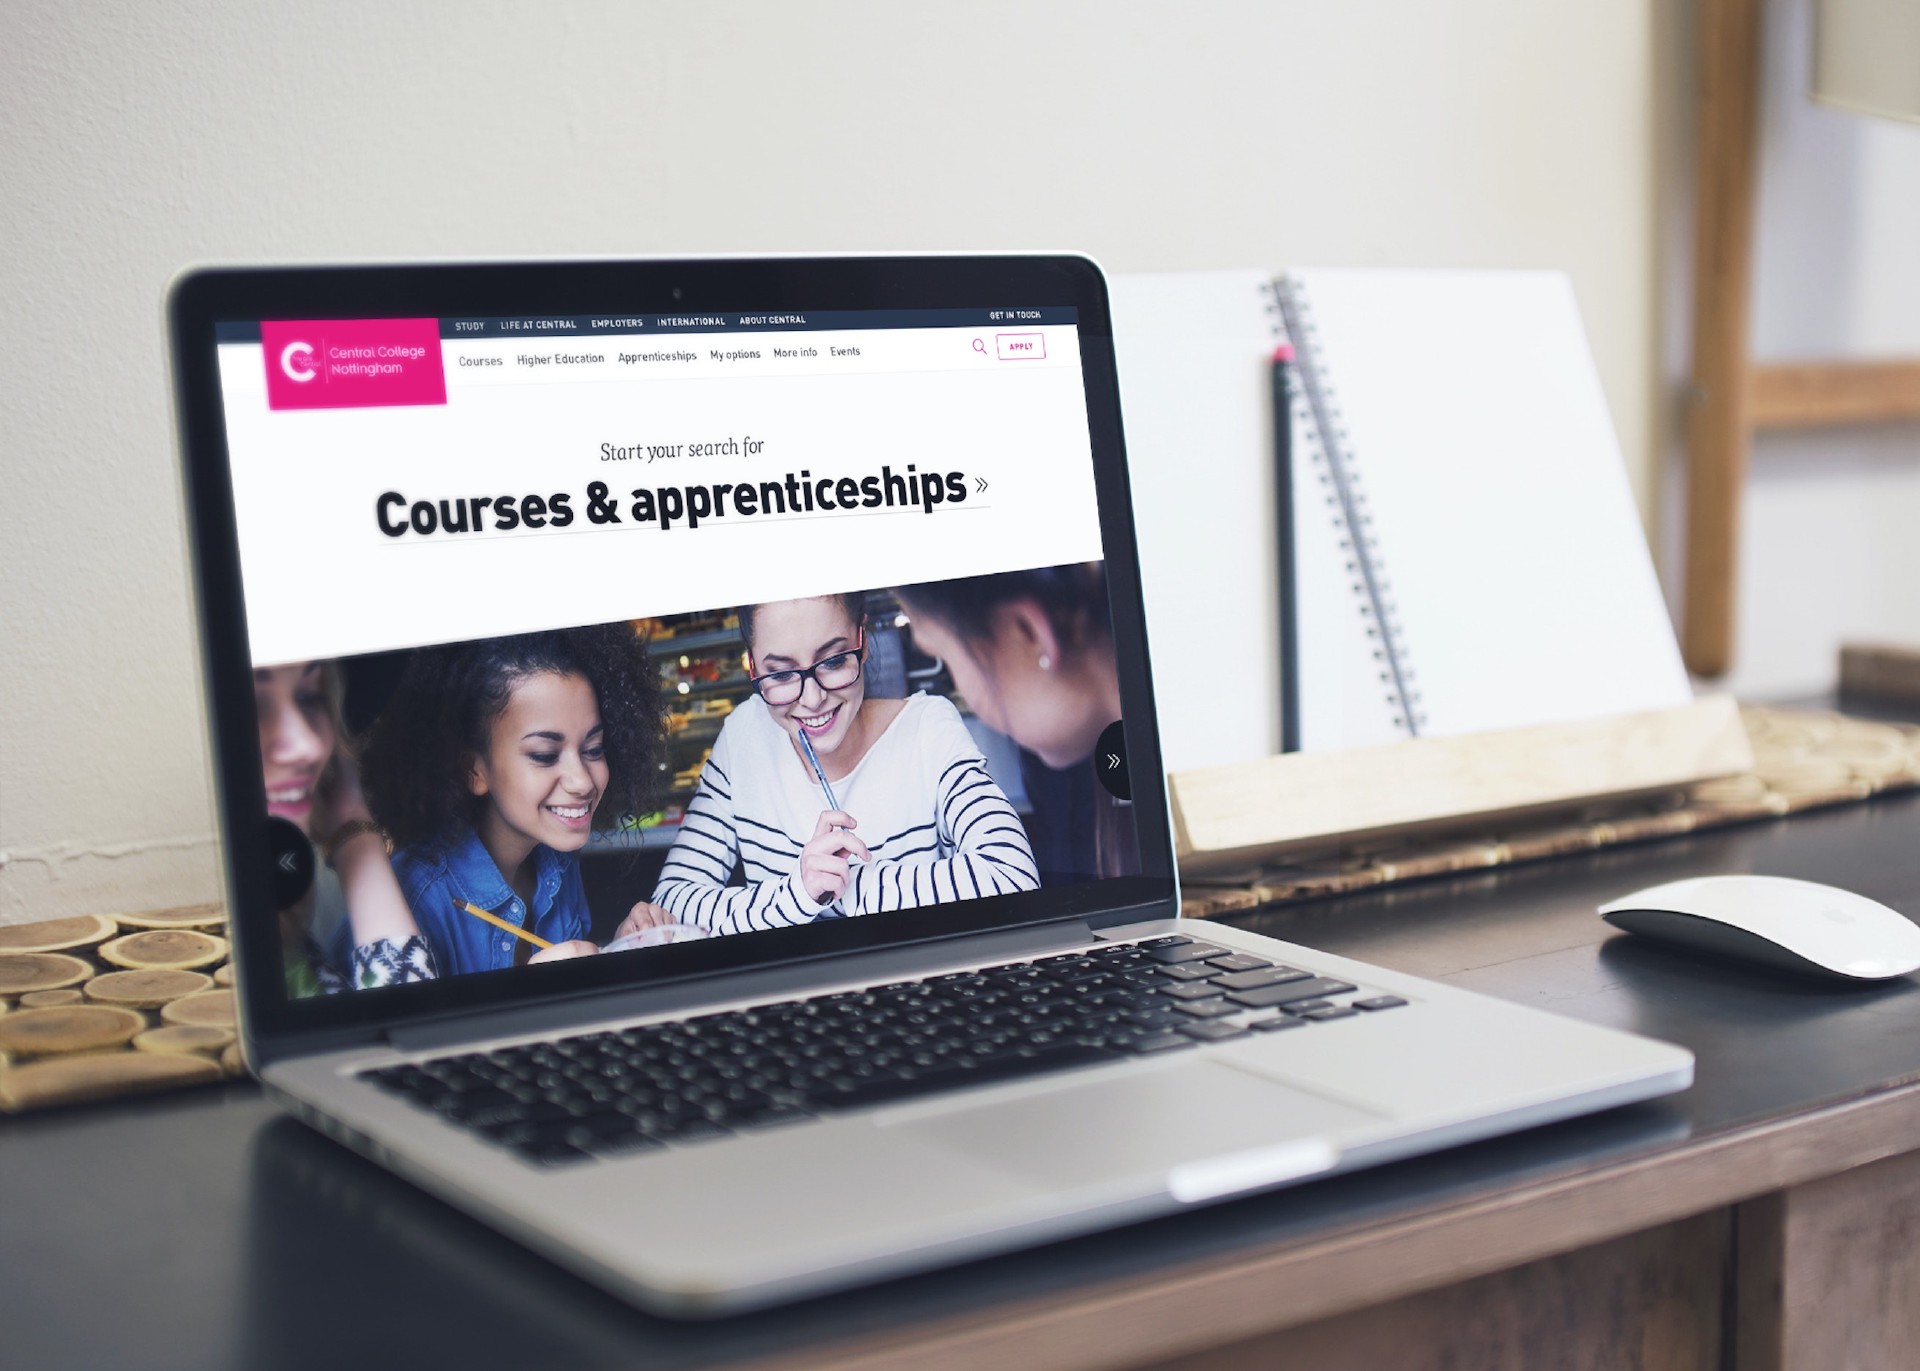 STUDY LIFE AT CENTRAL EMPLOYERS INTERNATIONAL ABOUT CENTRAL GET IN TOUCH
Central College
Nottingham
Courses Higher Education Apprenticeships My options More info Events APPLY
Start your search for
Courses & apprenticeships »